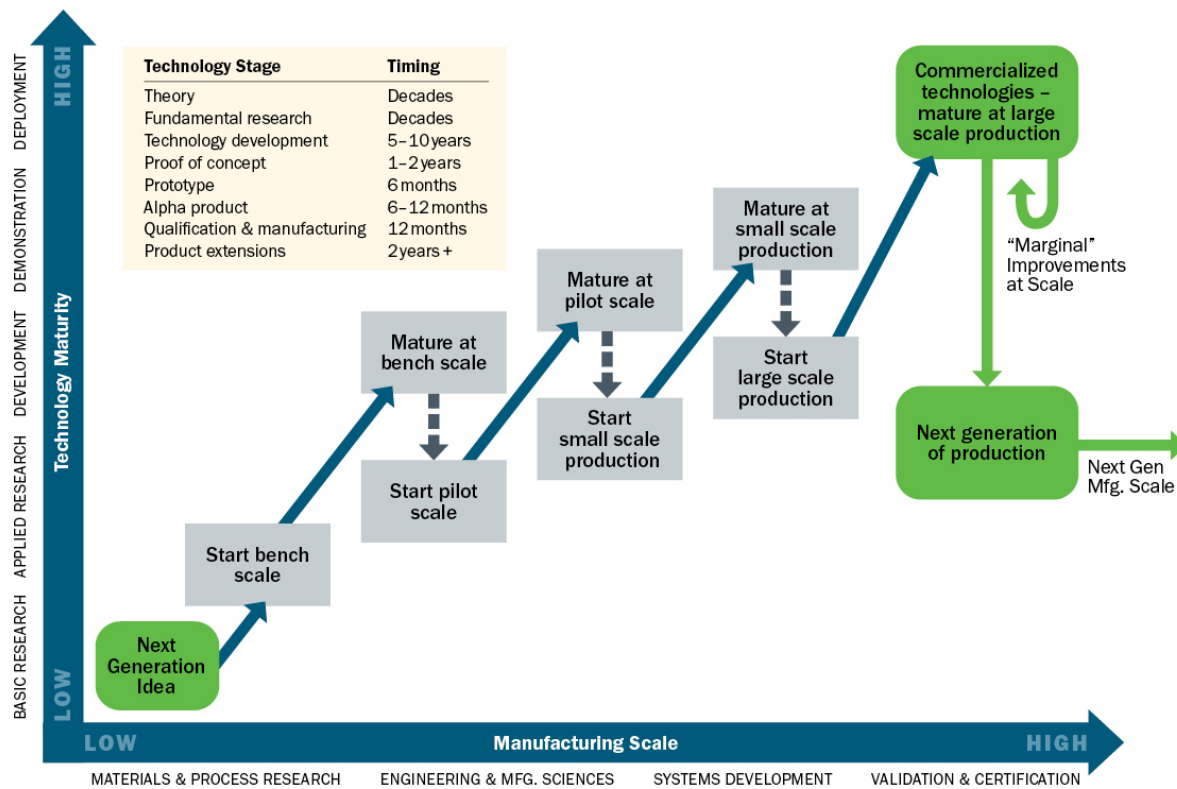 HIGH
LOW
Technology Maturity
DEPLOYMENT
DEMONSTRATION
DEVELOPMENT
APPLIED RESEARCH
BASIC RESEARCH
Technology Stage Timing
Theory Decades
Fundamental research Decades
Technology development 5–10 years
Proof of concept 1–2 years
Prototype 6 months
Alpha product 6–12 months
Qualification & manufacturing 12 months
Product extensions 2 years +
Commercialized
technologies –
mature at large
scale production
“Marginal”
Improvements
at Scale
Mature at
small scale
production
Mature at
pilot scale
Mature at
bench scale
Start
large scale
production
Start
small scale
production
Start pilot
scale
Start bench
scale
Next
Generation
Idea
Next generation
of production
Next Gen
Mfg. Scale
LOW
Manufacturing Scale
HIGH
MATERIALS & PROCESS RESEARCH
ENGINEERING & MFG. SCIENCES
SYSTEMS DEVELOPMENT
VALIDATION & CERTIFICATION